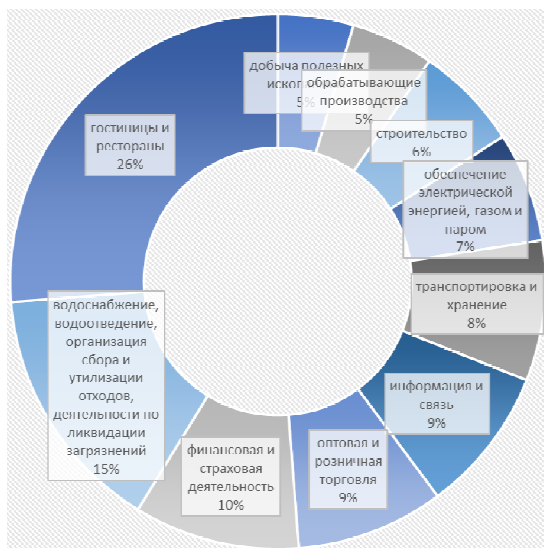 добыча полезных
5%
обрабатывающие
производства
5%
строительство
6%
обеспечение
электрической
энергией, газом и
паром
7%
транспортировка и
хранение
8%
информация и
связь
9%
оптовая и
розничная
торговля
9%
финансовая и
страховая
деятельность
10%
водоснабжение,
водоотведение,
организация
сбора и
утилизации
отходов,
деятельности по
ликвидации
загрязнений
15%
гостиницы и
рестораны
26%